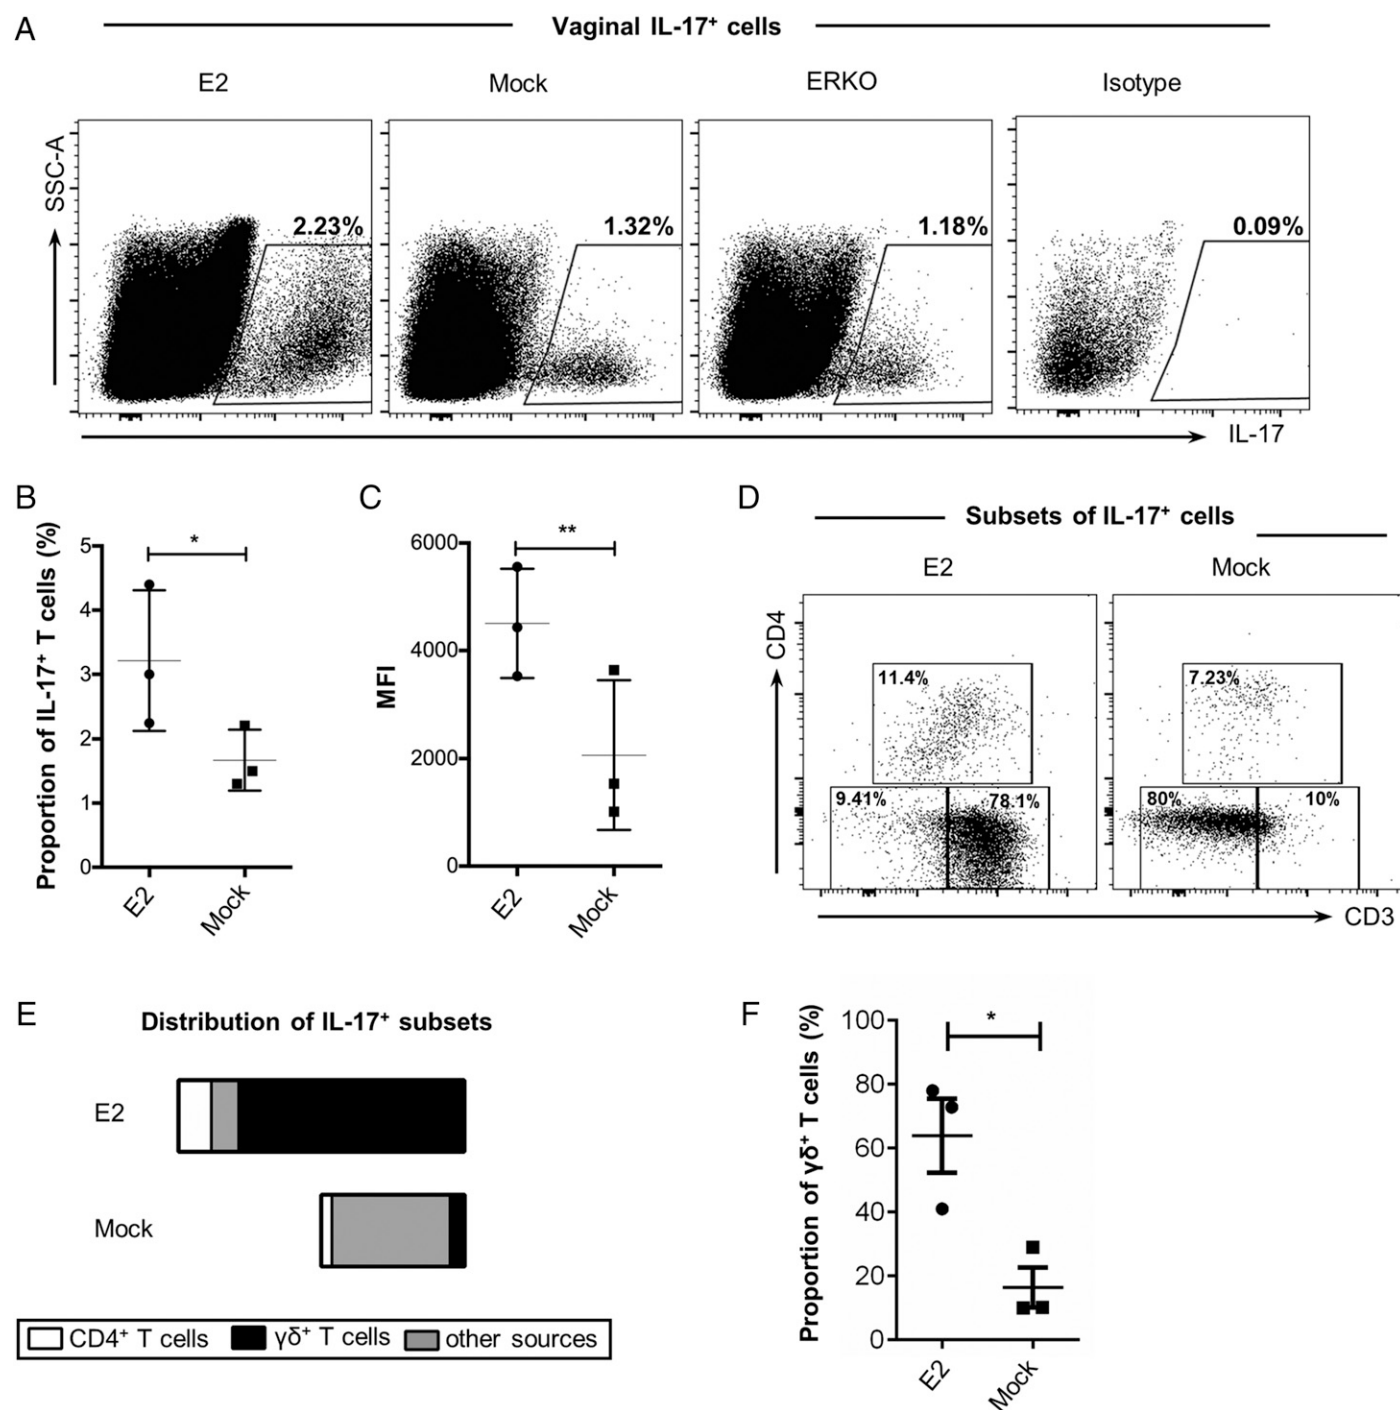 A
Vaginal IL-17⁺ cells
E2 Mock ERKO Isotype
SSC-A
2.23% 1.32% 1.18% 0.09%
IL-17
B
Proportion of IL-17⁺ T cells (%)
5
4
3
2
1
0
*
E2 Mock
C
MFI
6000
4000
2000
0
**
E2 Mock
D
Subsets of IL-17⁺ cells
E2 Mock
CD4
11.4% 7.23%
9.41% 78.1% 80% 10%
CD3
E
Distribution of IL-17⁺ subsets
E2
Mock
CD4⁺ T cells γδ⁺ T cells other sources
F
Proportion of γδ⁺ T cells (%)
100
80
60
40
20
0
*
E2 Mock